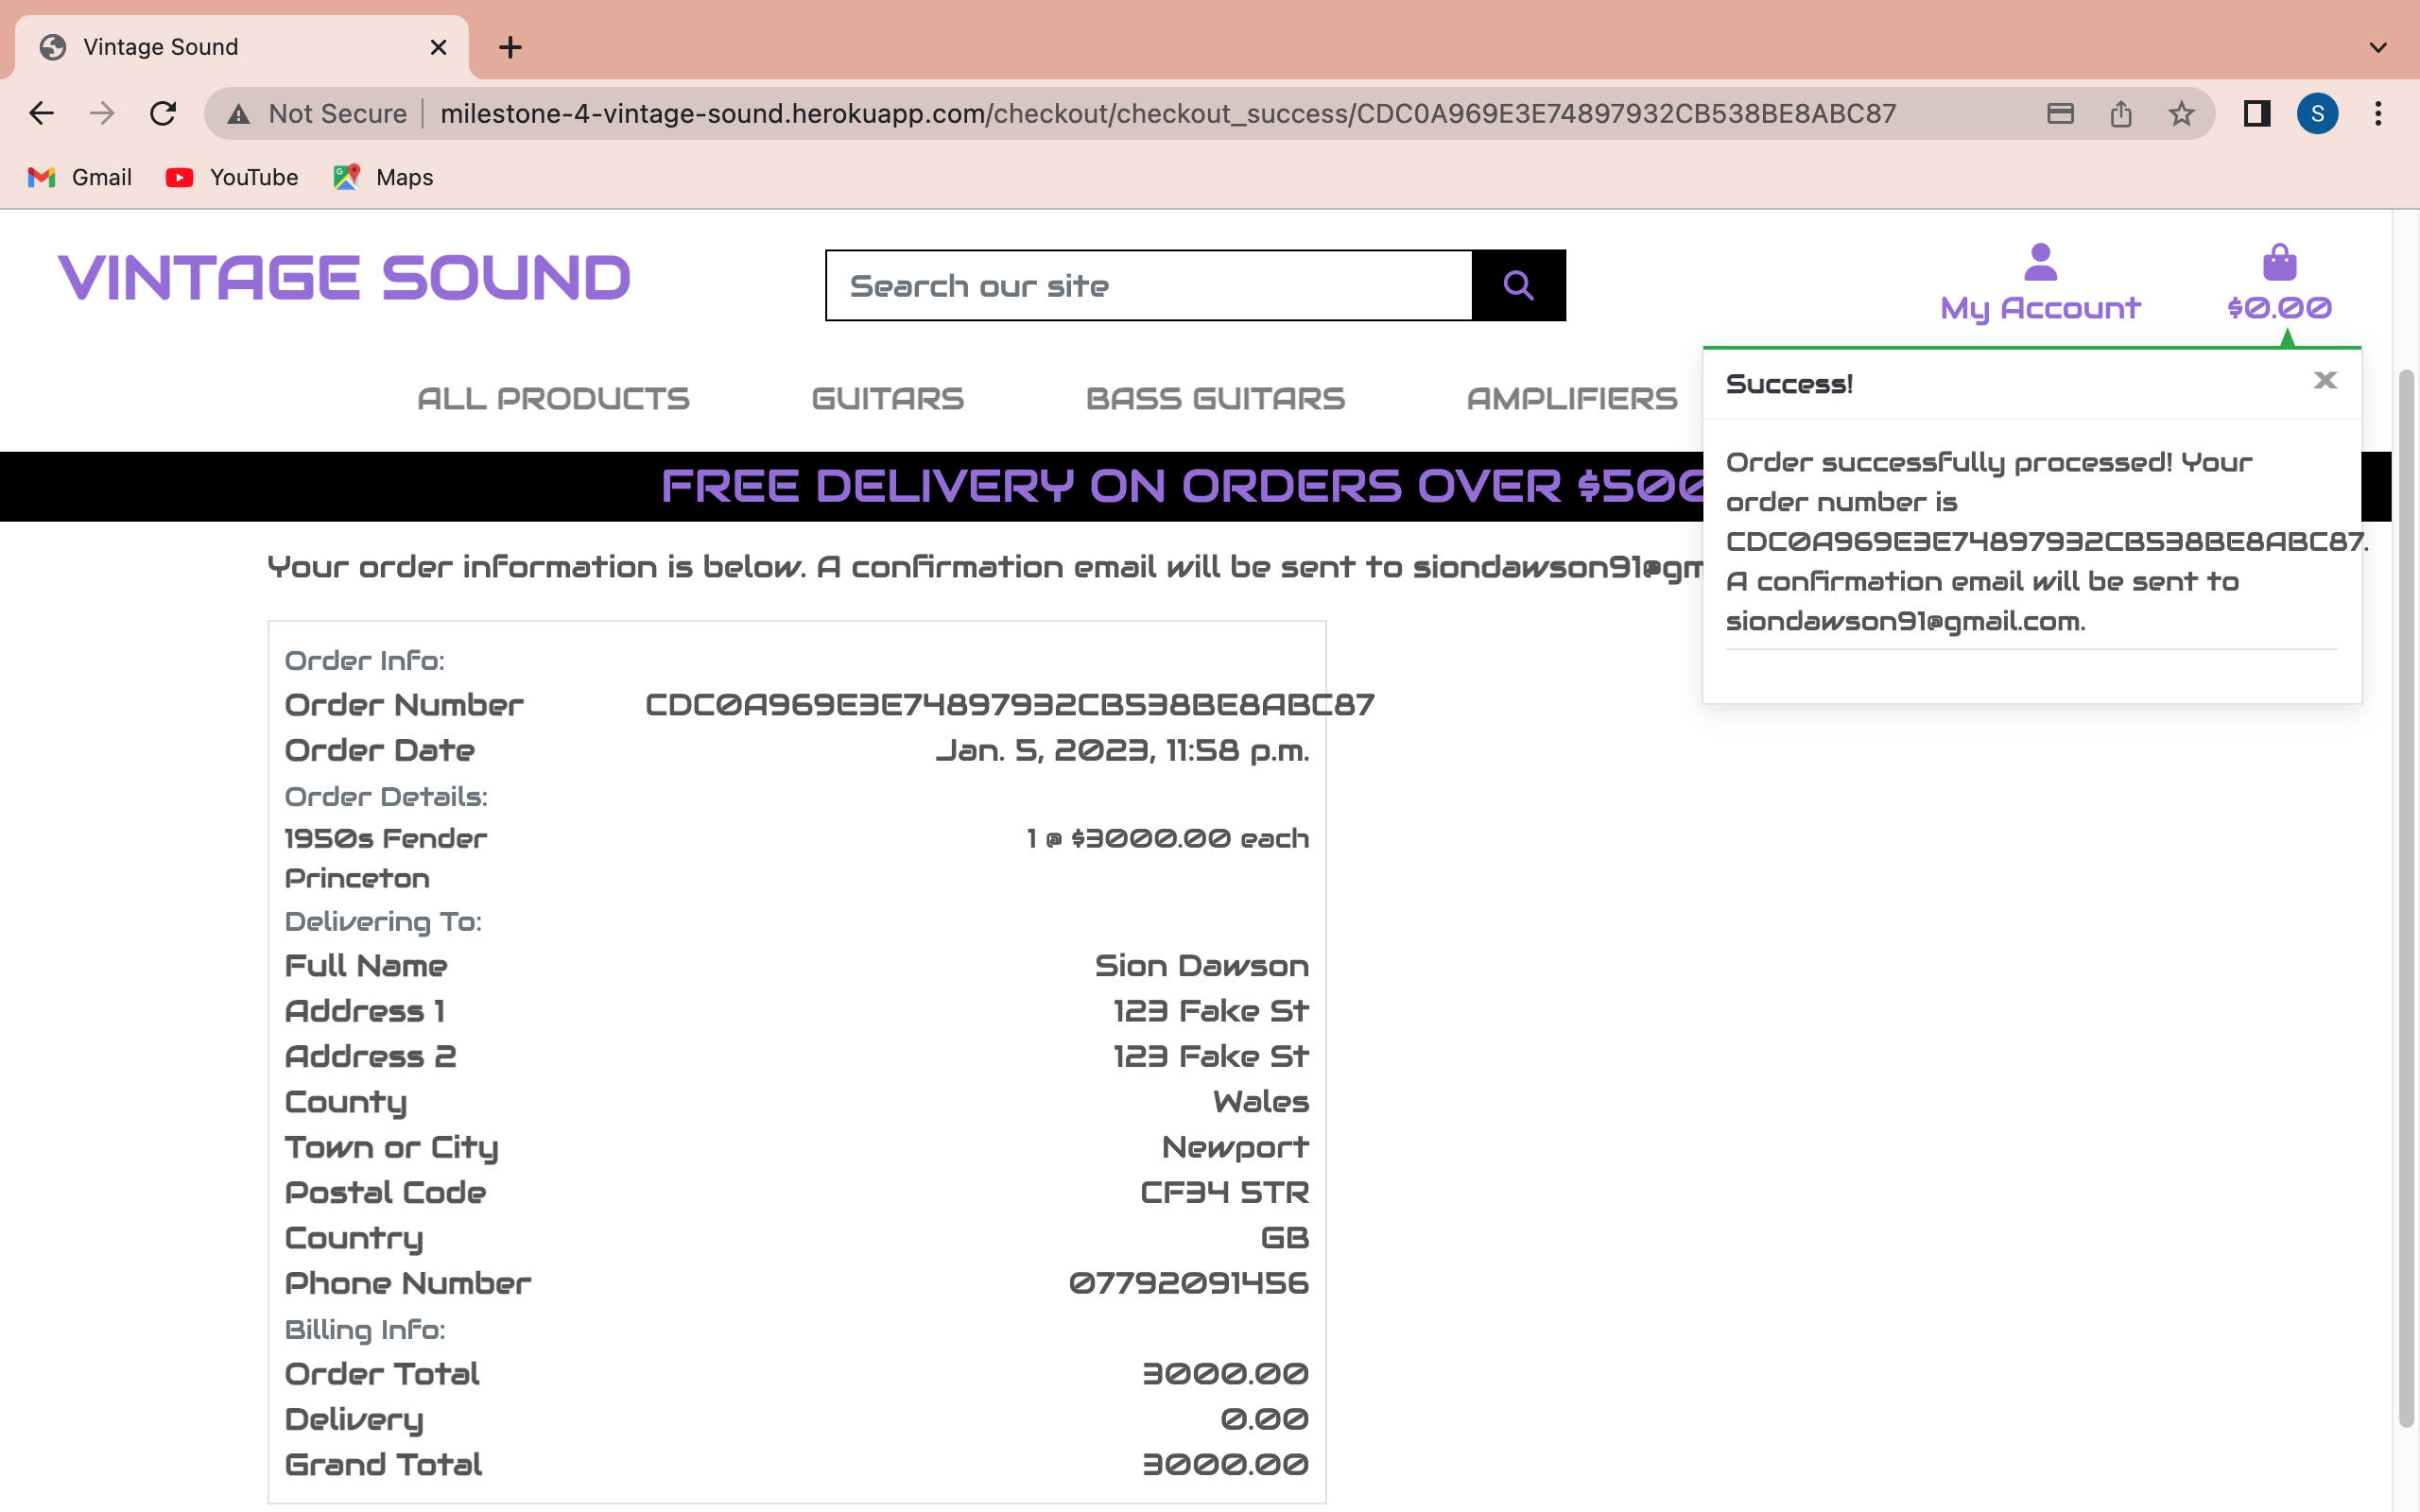 Vintage Sound
Not Secure milestone-4-vintage-sound.herokuapp.com/checkout/checkout_success/CDC0A969E3E74897932CB538BE8ABC87
S
Gmail YouTube Maps
VINTAGE SOUND
Search our site
My Account
$0.00
ALL PRODUCTS GUITARS BASS GUITARS AMPLIFIERS
FREE DELIVERY ON ORDERS OVER $500
Success!
Order successfully processed! Your
order number is
CDC0A969E3E74897932CB538BE8ABC87.
A confirmation email will be sent to
siondawson91@gmail.com.
Your order information is below. A confirmation email will be sent to siondawson91@gm
Order Info:
Order Number CDC0A969E3E74897932CB538BE8ABC87
Order Date Jan. 5, 2023, 11:58 p.m.
Order Details:
1950s Fender 1 @ $3000.00 each
Princeton
Delivering To:
Full Name Sion Dawson
Address 1 123 Fake St
Address 2 123 Fake St
County Wales
Town or City Newport
Postal Code CF34 5TR
Country GB
Phone Number 07792091456
Billing Info:
Order Total 3000.00
Delivery 0.00
Grand Total 3000.00